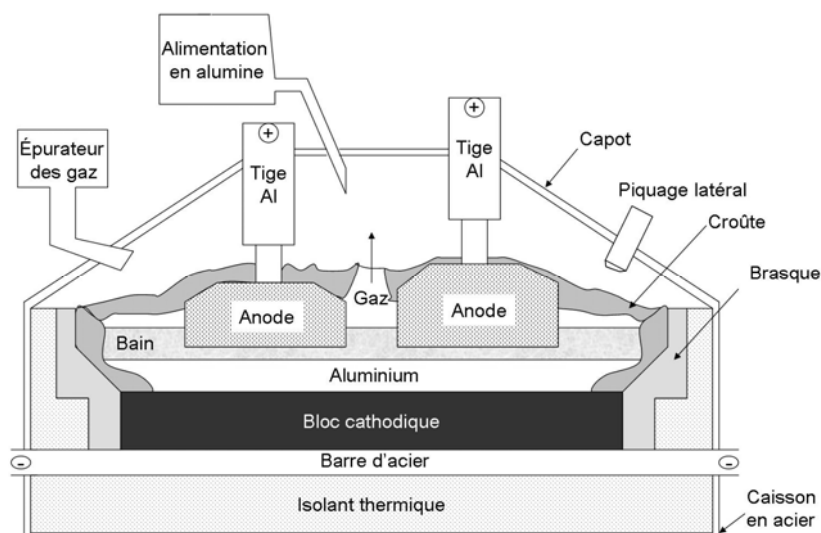 Alimentation
en alumine
+
+
Épurateur
des gaz
Tige
Al
Tige
Al
Capot
Piquage latéral
Croûte
Brasque
Gaz
Anode
Anode
Bain
Aluminium
Bloc cathodique
-
Barre d'acier
-
Isolant thermique
Caisson
en acier